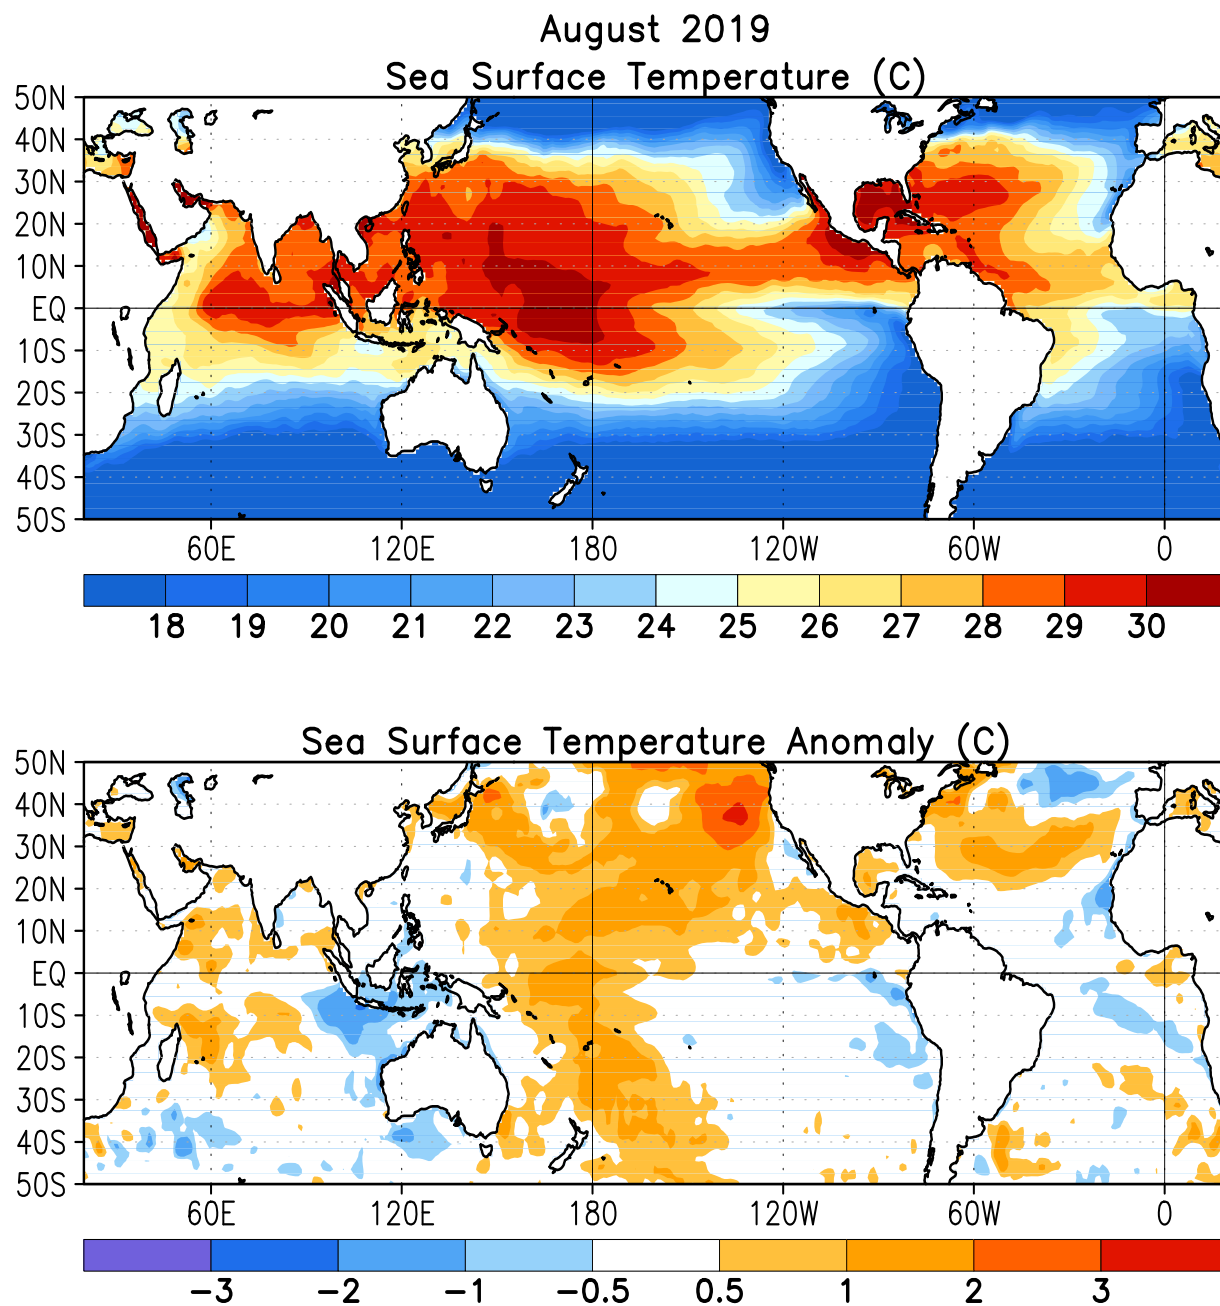 August 2019
Sea Surface Temperature (C)
50N
40N
30N
20N
10N
EQ
10S
20S
30S
40S
50S
60E 120E 180 120W 60W 0
18 19 20 21 22 23 24 25 26 27 28 29 30
Sea Surface Temperature Anomaly (C)
50N
40N
30N
20N
10N
EQ
10S
20S
30S
40S
50S
60E 120E 180 120W 60W 0
-3 -2 -1 -0.5 0.5 1 2 3